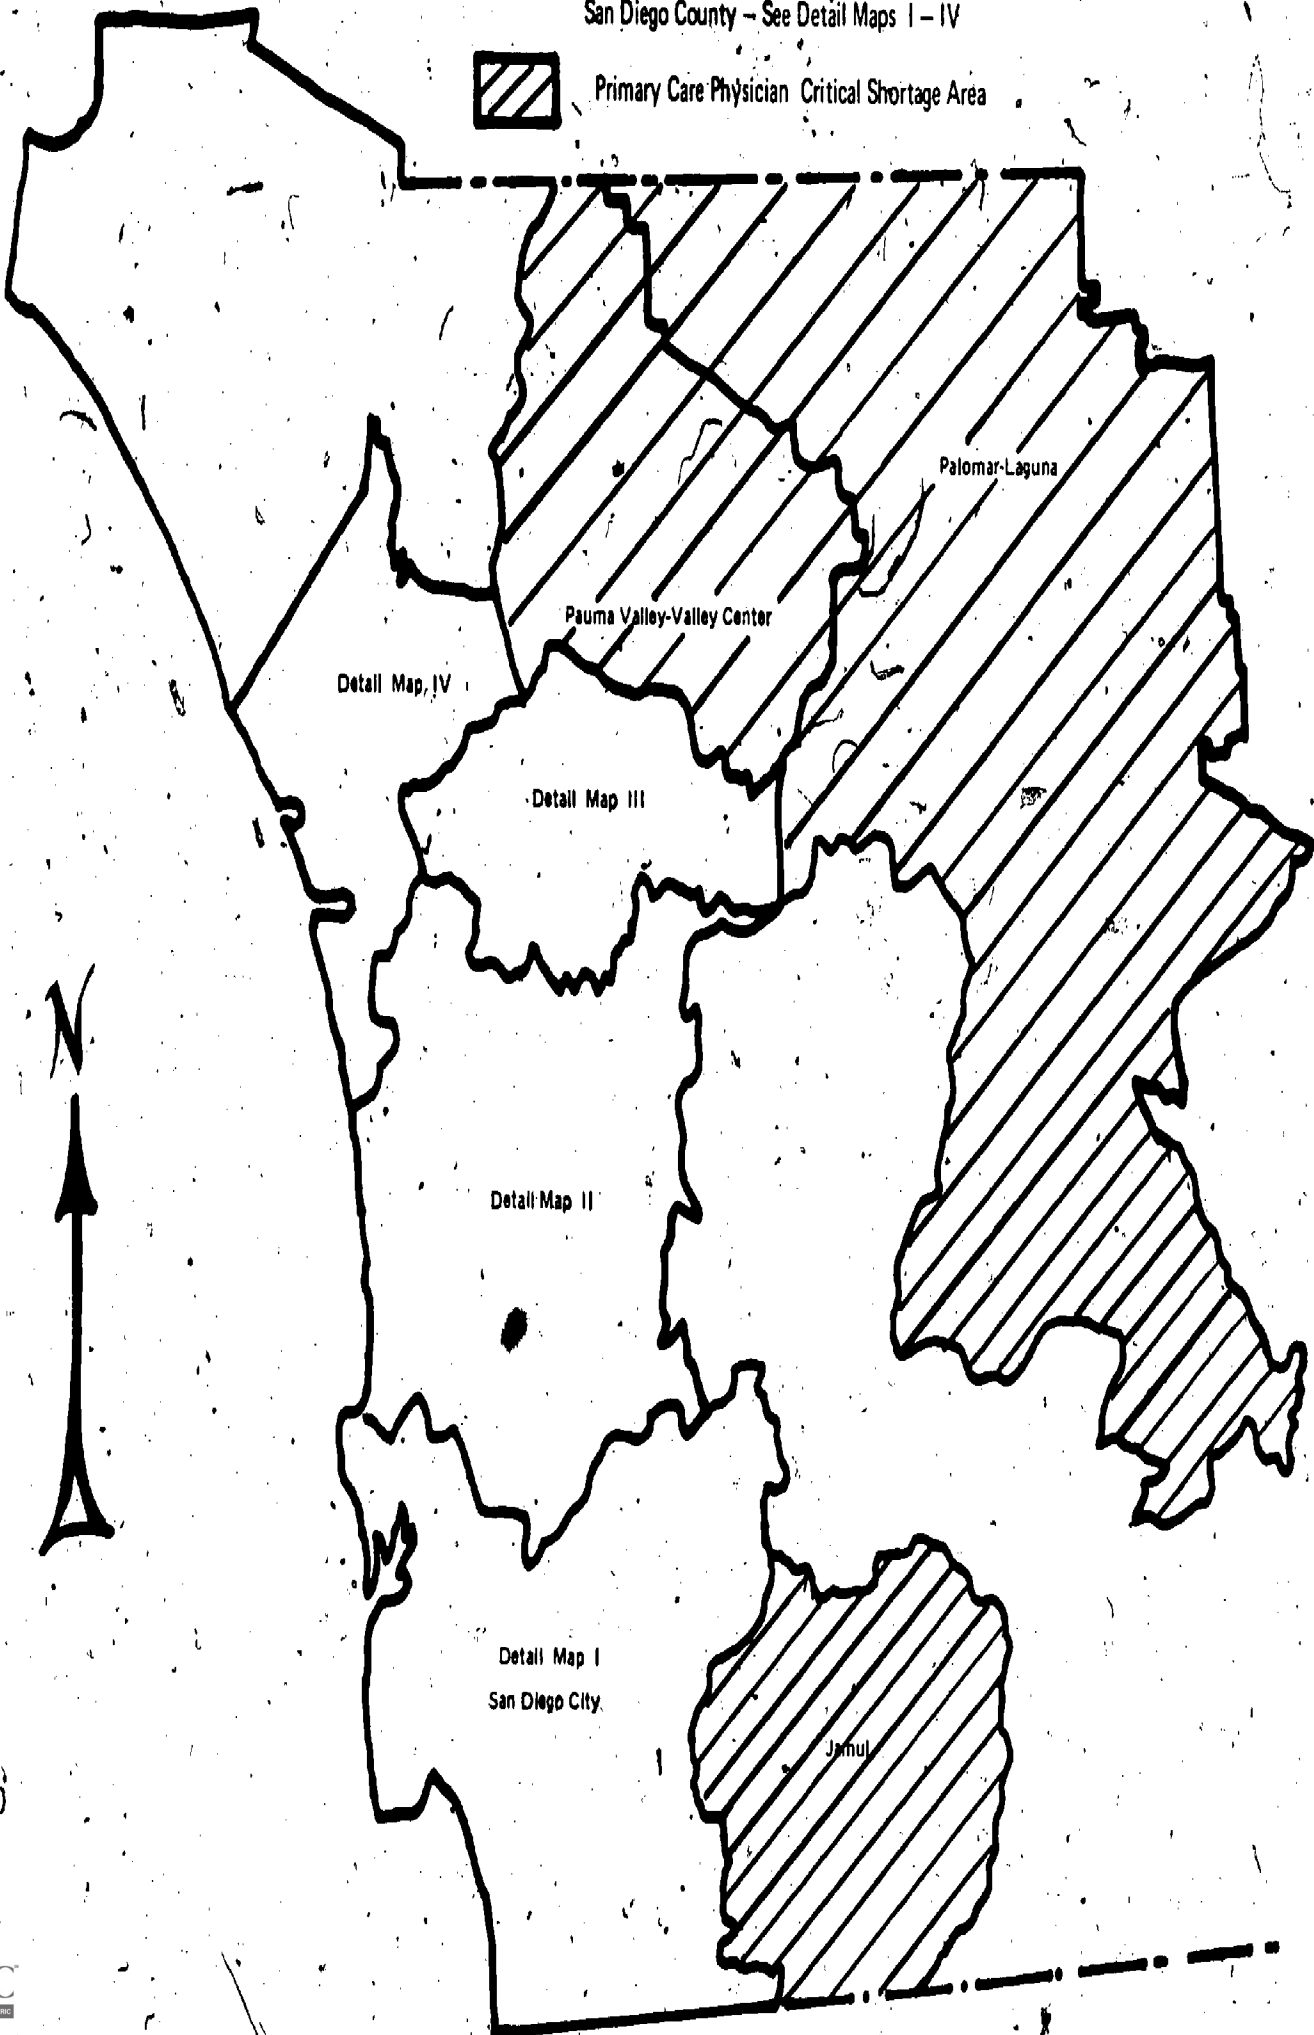 San Diego County – See Detail Maps I – IV
Primary Care Physician Critical Shortage Area
Palomar-Laguna
Pauma Valley-Valley Center
Detail Map, IV
Detail Map III
N
Detail Map II
Detail Map I
San Diego City
Jamul